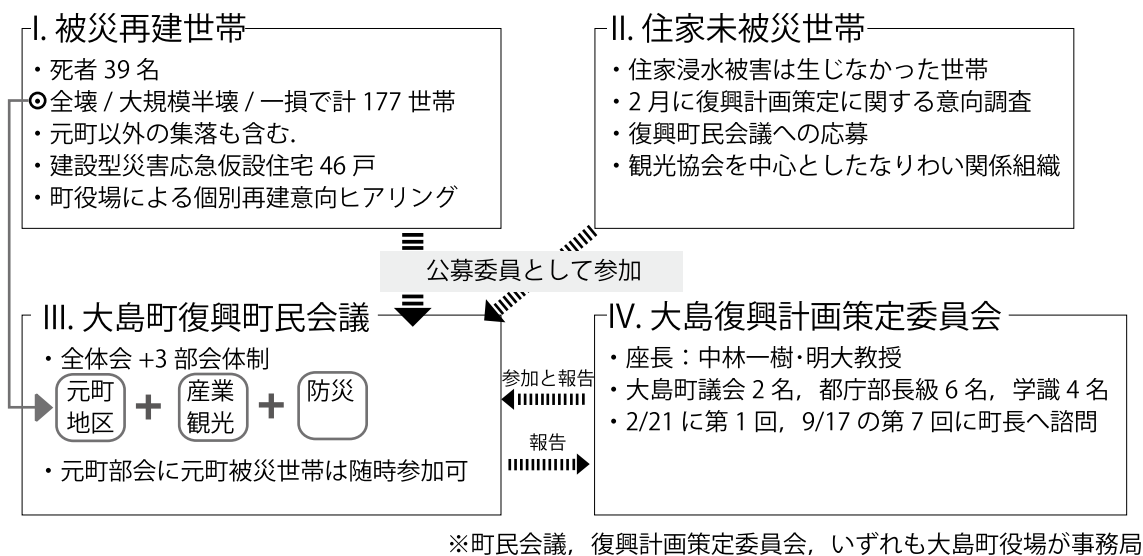 I. 被災再建世帯
・死者 39 名
・全壊 / 大規模半壊 / 一損で計 177 世帯
・元町以外の集落も含む.
・建設型災害応急仮設住宅 46 戸
・町役場による個別再建意向ヒアリング
II. 住家未被災世帯
・住家浸水被害は生じなかった世帯
・2 月に復興計画策定に関する意向調査
・復興町民会議への応募
・観光協会を中心としたなりわい関係組織
公募委員として参加
III. 大島町復興町民会議
・全体会 +3 部会体制
元町
地区
+
産業
観光
+
防災
・元町部会に元町被災世帯は随時参加可
参加と報告
報告
IV. 大島復興計画策定委員会
・座長：中林一樹･明大教授
・大島町議会 2 名，都庁部長級 6 名，学識 4 名
・2/21 に第 1 回，9/17 の第 7 回に町長へ諮問
※町民会議，復興計画策定委員会，いずれも大島町役場が事務局